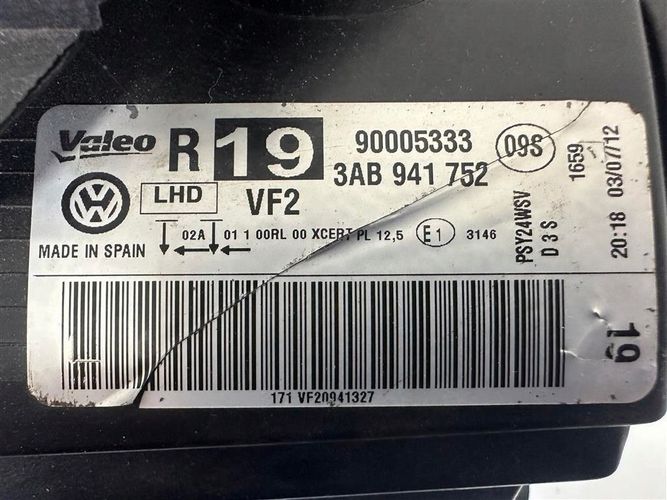 Valeo R 19 90005333 09S
LHD VF2 3AB 941 752
02A 01 1 00RL 00 XCERT PL 12,5 E1 3146
MADE IN SPAIN
PSY24WSV
D3S
1659
20:18 03/07/12
19
171 VF20941327